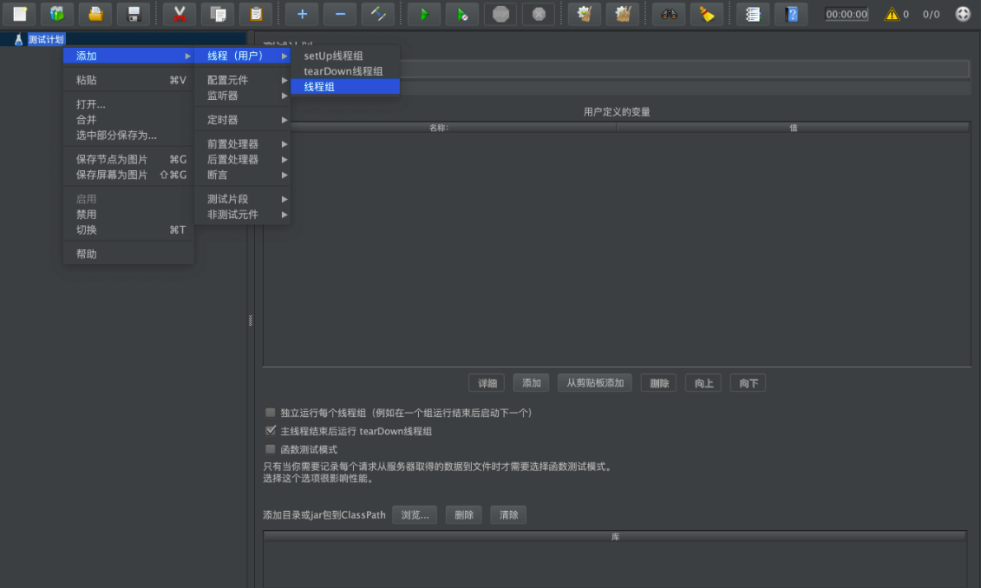 00:00:00
0
0/0
测试计划
添加
粘贴 ⌘V
打开...
合并
选中部分保存为...
保存节点为图片 ⌘G
保存屏幕为图片 ⇧⌘G
启用
禁用
切换 ⌘T
帮助
线程（用户）
配置元件
监听器
定时器
前置处理器
后置处理器
断言
测试片段
非测试元件
setUp线程组
tearDown线程组
线程组
用户定义的变量
名称: 值
详细 添加 从剪贴板添加 删除 向上 向下
独立运行每个线程组（例如在一个组运行结束后启动下一个）
主线程结束后运行 tearDown线程组
函数测试模式
只有当你需要记录每个请求从服务器取得的数据到文件时才需要选择函数测试模式。
选择这个选项很影响性能。
添加目录或jar包到ClassPath 浏览... 删除 清除
库